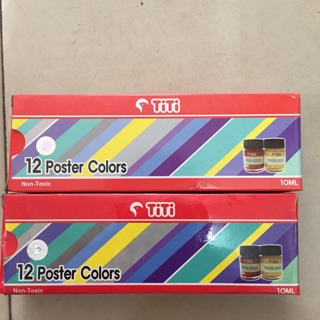 TiTi
12 Poster Colors
Non-Toxic
10ML
TiTi
12 Poster Colors
Non-Toxic
10ML